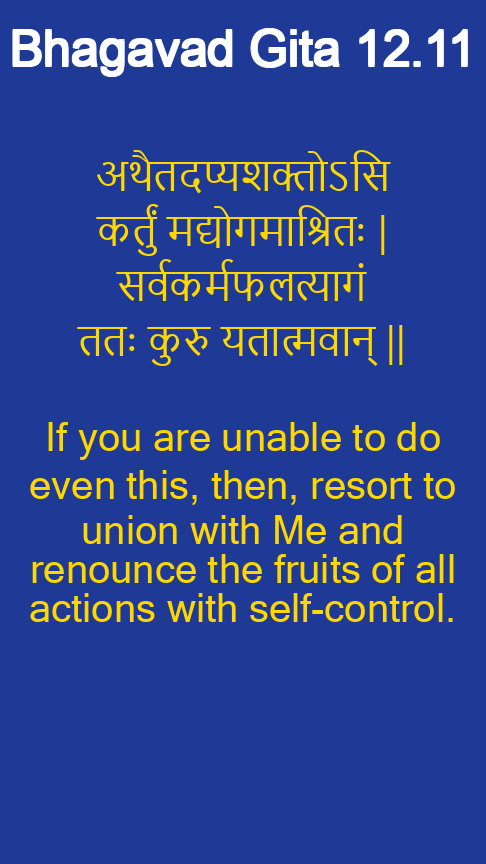 Bhagavad Gita 12.11
अथैतदप्यशक्तोऽसि
कर्तुं मद्योगमाश्रितः |
सर्वकर्मफलत्यागं
ततः कुरु यतात्मवान् ||
If you are unable to do
even this, then, resort to
union with Me and
renounce the fruits of all
actions with self-control.